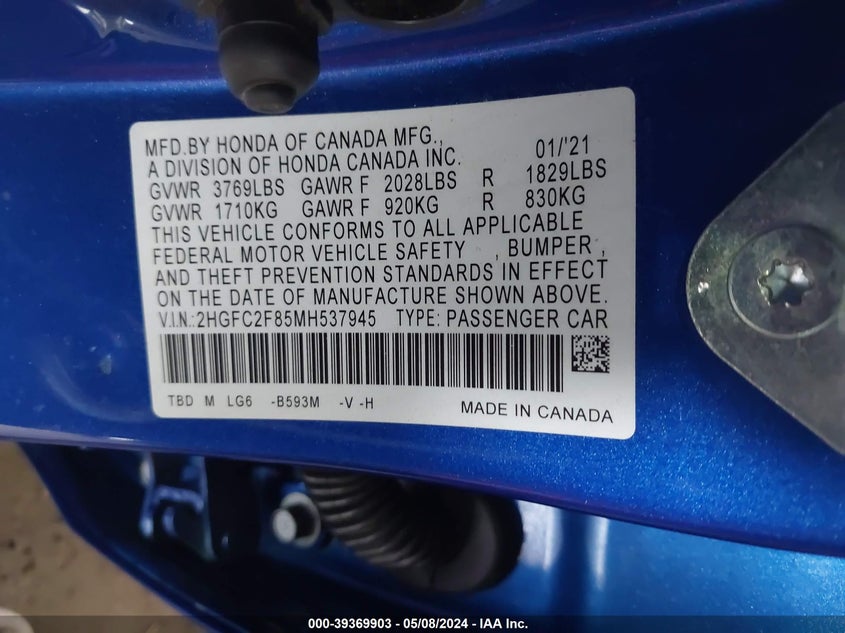 MFD.BY HONDA OF CANADA MFG.,
A DIVISION OF HONDA CANADA INC. 01/'21
GVWR 3769LBS GAWR F 2028LBS R 1829LBS
GVWR 1710KG GAWR F 920KG R 830KG
THIS VEHICLE CONFORMS TO ALL APPLICABLE
FEDERAL MOTOR VEHICLE SAFETY , BUMPER ,
AND THEFT PREVENTION STANDARDS IN EFFECT
ON THE DATE OF MANUFACTURE SHOWN ABOVE.
V.I.N.:2HGFC2F85MH537945 TYPE: PASSENGER CAR
TBD M LG6 -B593M -V -H
MADE IN CANADA
000-39369903 - 05/08/2024 - IAA Inc.